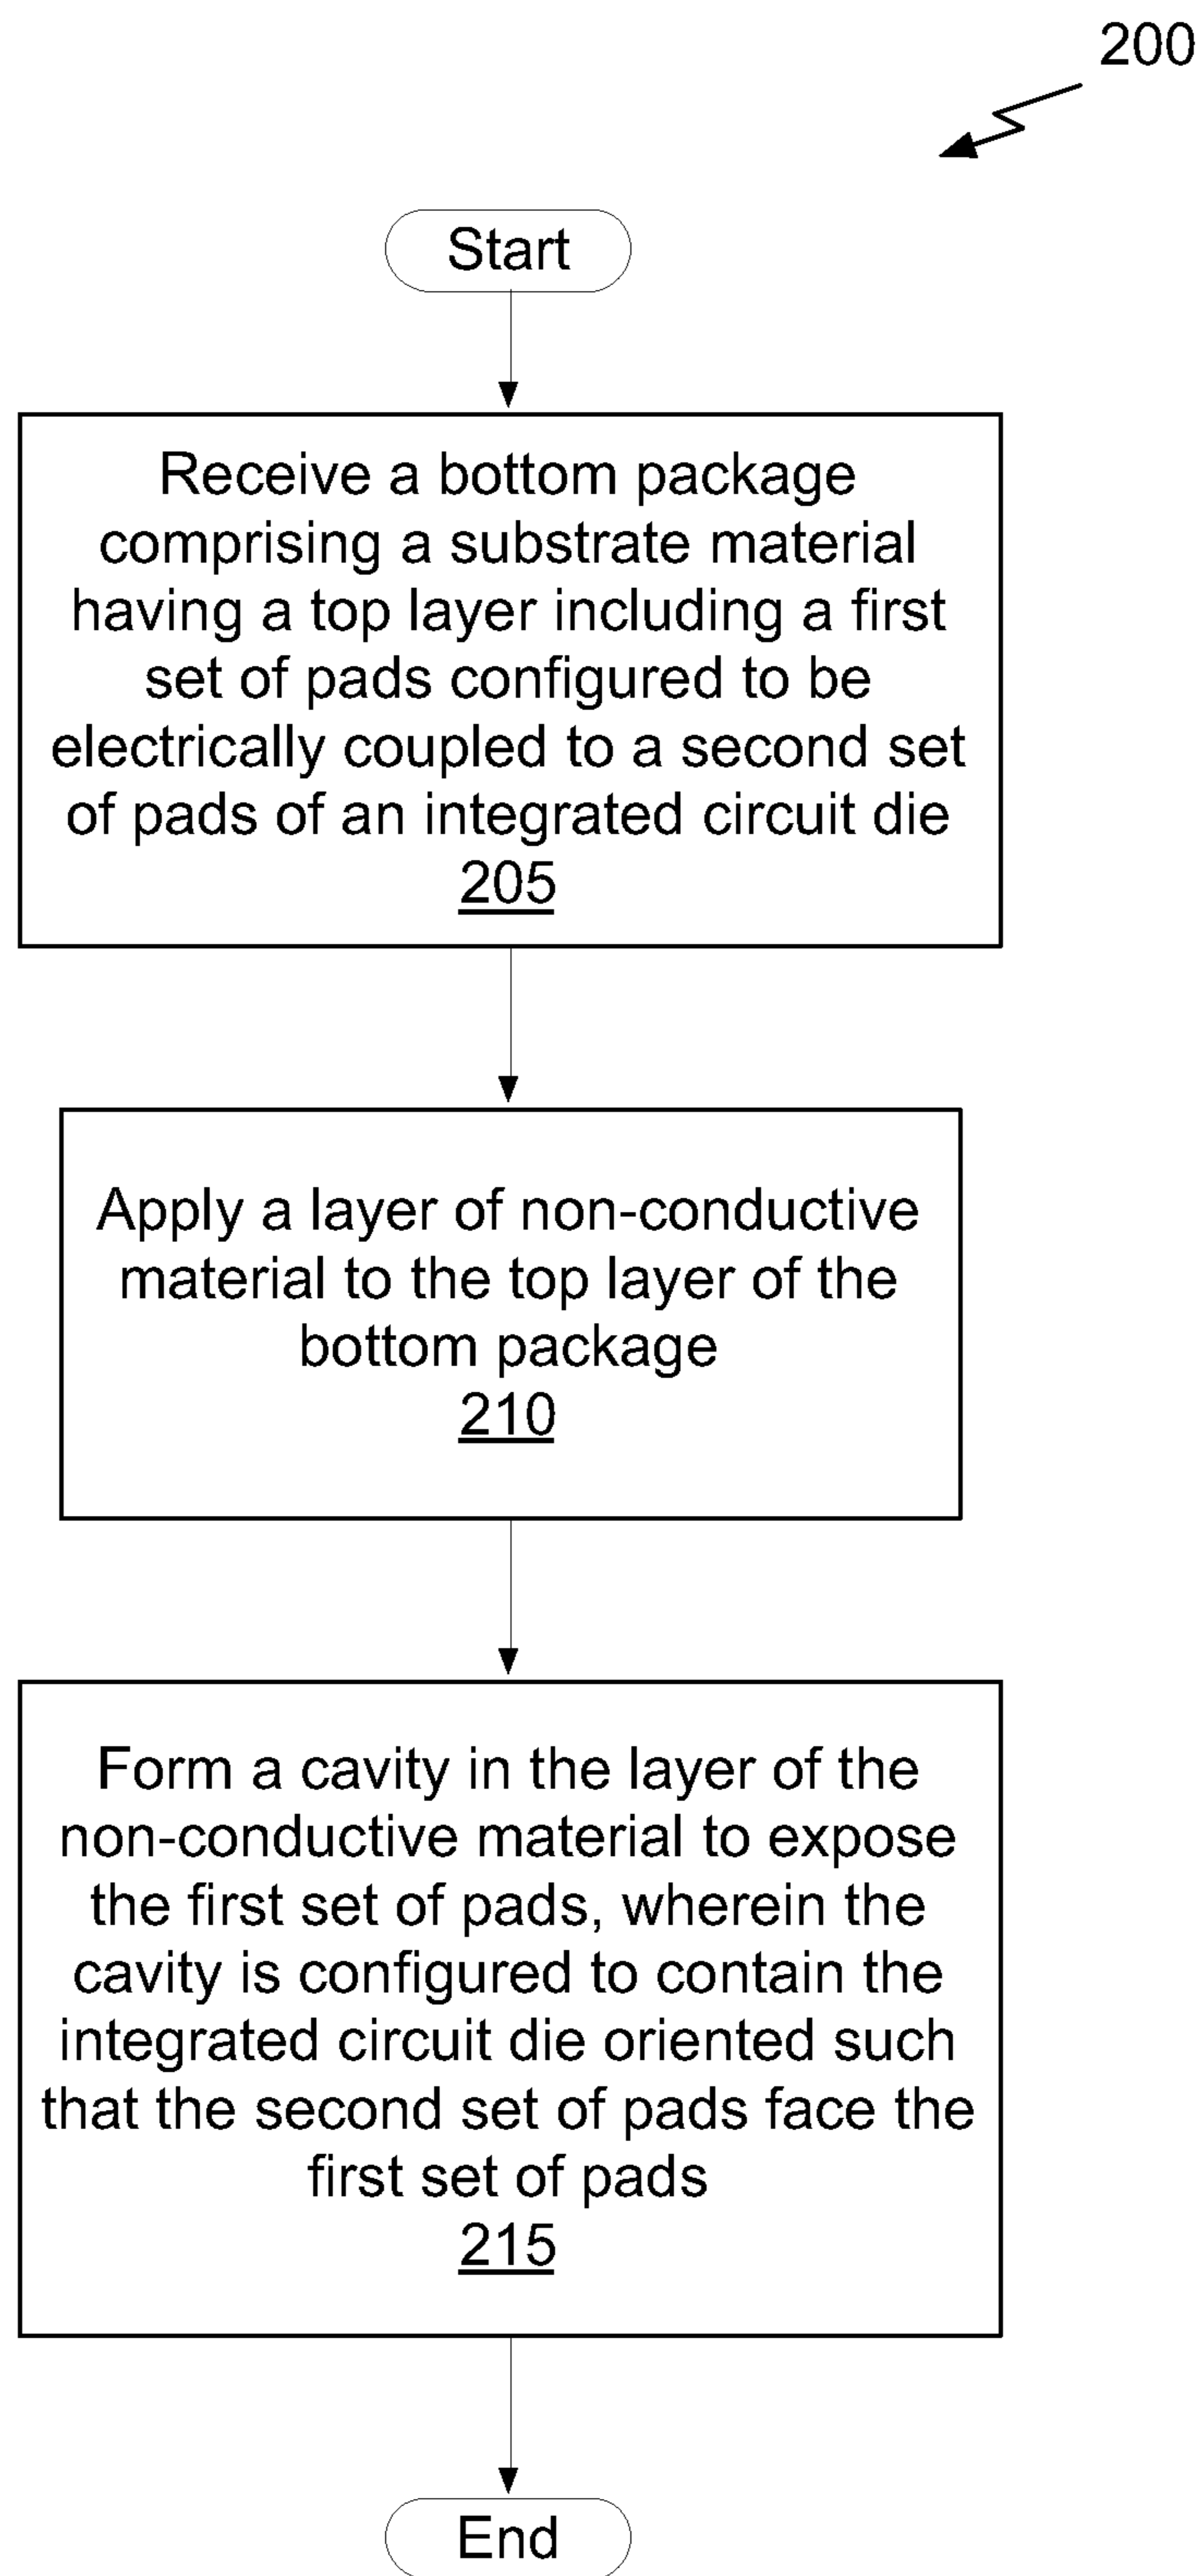 200
Start
Receive a bottom package
comprising a substrate material
having a top layer including a first
set of pads configured to be
electrically coupled to a second set
of pads of an integrated circuit die
205
Apply a layer of non-conductive
material to the top layer of the
bottom package
210
Form a cavity in the layer of the
non-conductive material to expose
the first set of pads, wherein the
cavity is configured to contain the
integrated circuit die oriented such
that the second set of pads face the
first set of pads
215
End